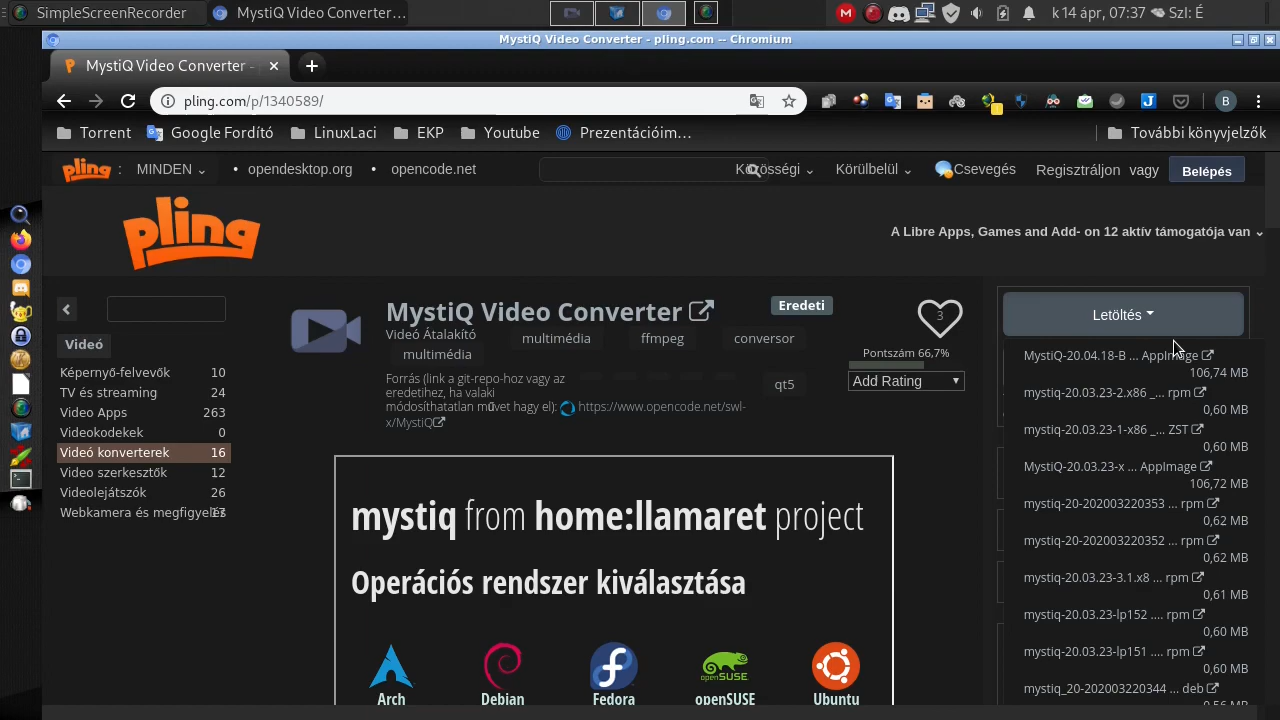 SimpleScreenRecorder
MystiQ Video Converter...
k 14 ápr, 07:37
Szl: É
MystiQ Video Converter - pling.com -- Chromium
MystiQ Video Converter -
pling.com/p/1340589/
B
Torrent
Google Fordító
LinuxLaci
EKP
Youtube
Prezentációim...
További könyvjelzők
pling :
MINDEN
• opendesktop.org
• opencode.net
Közösségi
Körülbelül
Csevegés
Regisztráljon vagy
Belépés
pling
A Libre Apps, Games and Add- on 12 aktív támogatója van
Videó
Képernyő-felvevők 10
TV és streaming 24
Video Apps 263
Videokodekek 0
Videó konverterek 16
Video szerkesztők 12
Videolejátszók 26
Webkamera és megfigyelés
MystiQ Video Converter
Eredeti
Videó Átalakító
multimédia
ffmpeg
conversor
multimédia
Forrás (link a git-repo-hoz vagy az
eredetihez, ha valaki
módosíthatatlan művet hagy el):
https://www.opencode.net/swl-
x/MystiQ
qt5
3
Pontszám 66,7%
Add Rating
mystiq from home:llamaret project
Operációs rendszer kiválasztása
Arch
Debian
Fedora
openSUSE
openSUSE
Ubuntu
Letöltés
MystiQ-20.04.18-B ... AppImage
106,74 MB
mystiq-20.03.23-2.x86 _... rpm
0,60 MB
mystiq-20.03.23-1-x86 _... ZST
0,60 MB
MystiQ-20.03.23-x ... AppImage
106,72 MB
mystiq-20-202003220353 ... rpm
0,62 MB
mystiq-20-202003220352 ... rpm
0,62 MB
mystiq-20.03.23-3.1.x8 ... rpm
0,61 MB
mystiq-20.03.23-lp152 .... rpm
0,60 MB
mystiq-20.03.23-lp151 .... rpm
0,60 MB
mystiq_20-202003220344 ... deb
0,56 MB